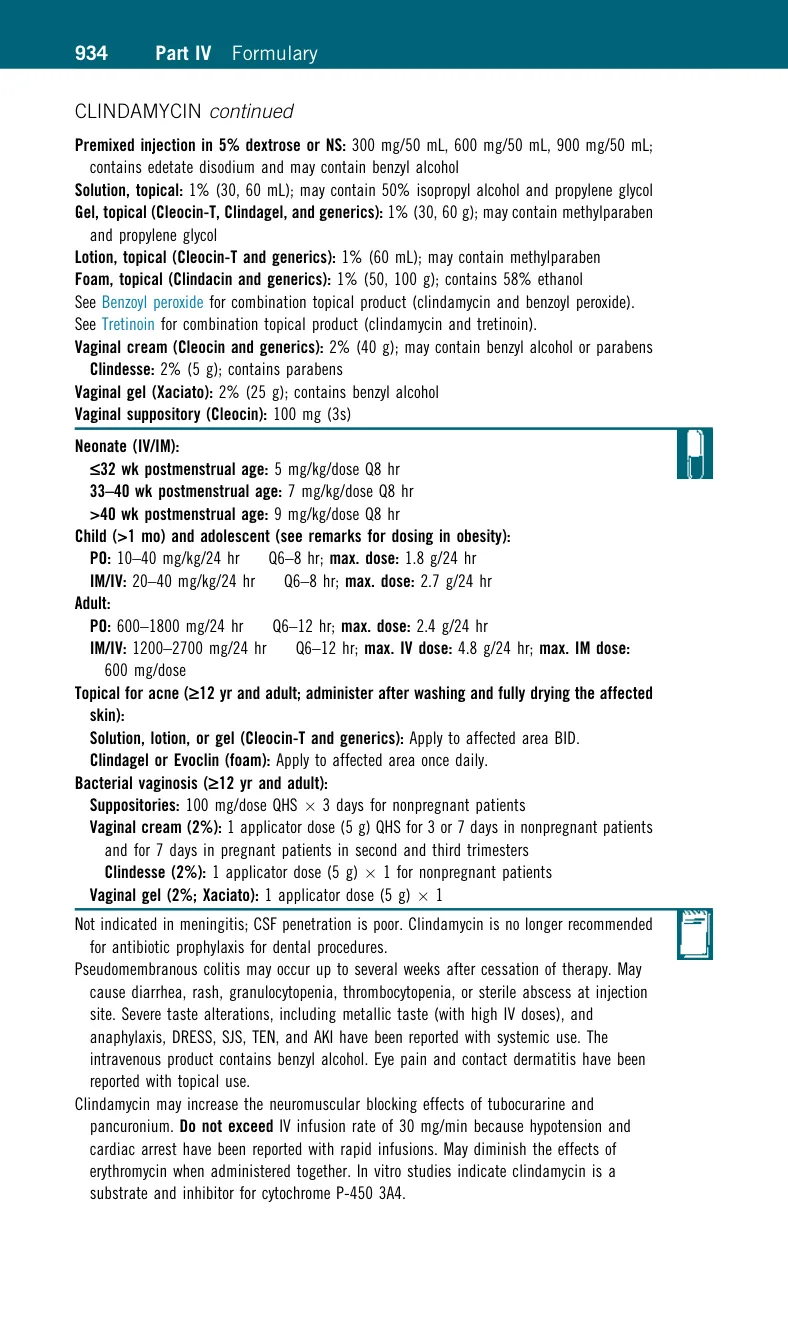 934 Part IV Formulary
CLINDAMYCIN continued
Premixed injection in 5% dextrose or NS: 300 mg/50 mL, 600 mg/50 mL, 900 mg/50 mL;
contains edetate disodium and may contain benzyl alcohol
Solution, topical: 1% (30, 60 mL); may contain 50% isopropyl alcohol and propylene glycol
Gel, topical (Cleocin-T, Clindagel, and generics): 1% (30, 60 g); may contain methylparaben
and propylene glycol
Lotion, topical (Cleocin-T and generics): 1% (60 mL); may contain methylparaben
Foam, topical (Clindacin and generics): 1% (50, 100 g); contains 58% ethanol
See Benzoyl peroxide for combination topical product (clindamycin and benzoyl peroxide).
See Tretinoin for combination topical product (clindamycin and tretinoin).
Vaginal cream (Cleocin and generics): 2% (40 g); may contain benzyl alcohol or parabens
Clindesse: 2% (5 g); contains parabens
Vaginal gel (Xaciato): 2% (25 g); contains benzyl alcohol
Vaginal suppository (Cleocin): 100 mg (3s)
Neonate (IV/IM):
≤32 wk postmenstrual age: 5 mg/kg/dose Q8 hr
33–40 wk postmenstrual age: 7 mg/kg/dose Q8 hr
>40 wk postmenstrual age: 9 mg/kg/dose Q8 hr
Child (>1 mo) and adolescent (see remarks for dosing in obesity):
PO: 10–40 mg/kg/24 hr Q6–8 hr; max. dose: 1.8 g/24 hr
IM/IV: 20–40 mg/kg/24 hr Q6–8 hr; max. dose: 2.7 g/24 hr
Adult:
PO: 600–1800 mg/24 hr Q6–12 hr; max. dose: 2.4 g/24 hr
IM/IV: 1200–2700 mg/24 hr Q6–12 hr; max. IV dose: 4.8 g/24 hr; max. IM dose:
600 mg/dose
Topical for acne (≥12 yr and adult; administer after washing and fully drying the affected
skin):
Solution, lotion, or gel (Cleocin-T and generics): Apply to affected area BID.
Clindagel or Evoclin (foam): Apply to affected area once daily.
Bacterial vaginosis (≥12 yr and adult):
Suppositories: 100 mg/dose QHS × 3 days for nonpregnant patients
Vaginal cream (2%): 1 applicator dose (5 g) QHS for 3 or 7 days in nonpregnant patients
and for 7 days in pregnant patients in second and third trimesters
Clindesse (2%): 1 applicator dose (5 g) × 1 for nonpregnant patients
Vaginal gel (2%; Xaciato): 1 applicator dose (5 g) × 1
Not indicated in meningitis; CSF penetration is poor. Clindamycin is no longer recommended
for antibiotic prophylaxis for dental procedures.
Pseudomembranous colitis may occur up to several weeks after cessation of therapy. May
cause diarrhea, rash, granulocytopenia, thrombocytopenia, or sterile abscess at injection
site. Severe taste alterations, including metallic taste (with high IV doses), and
anaphylaxis, DRESS, SJS, TEN, and AKI have been reported with systemic use. The
intravenous product contains benzyl alcohol. Eye pain and contact dermatitis have been
reported with topical use.
Clindamycin may increase the neuromuscular blocking effects of tubocurarine and
pancuronium. Do not exceed IV infusion rate of 30 mg/min because hypotension and
cardiac arrest have been reported with rapid infusions. May diminish the effects of
erythromycin when administered together. In vitro studies indicate clindamycin is a
substrate and inhibitor for cytochrome P-450 3A4.